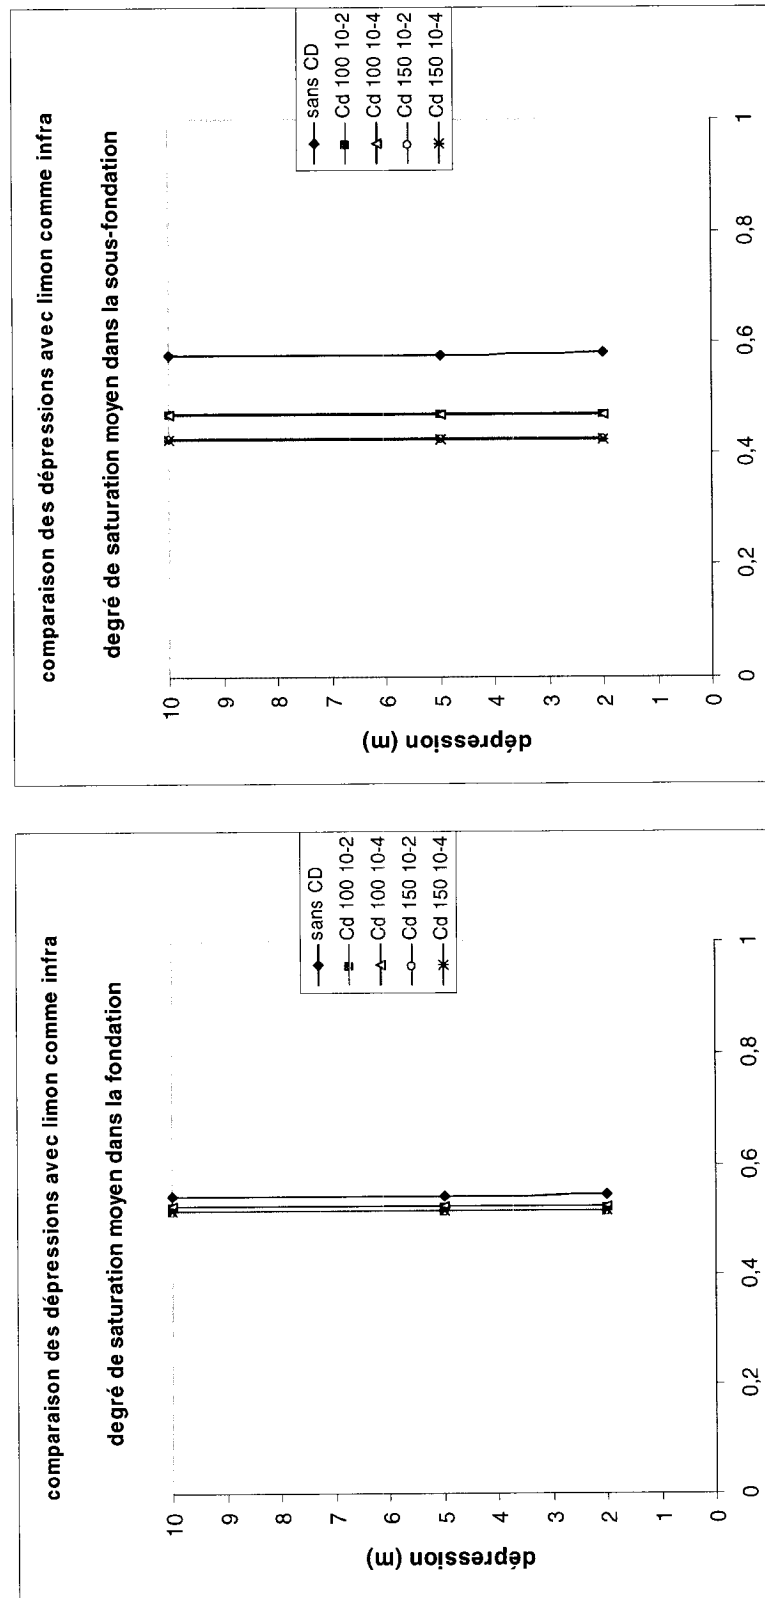 comparaison des dépressions avec limon comme infra
degré de saturation moyen dans la fondation
dépression (m)
10
9
8
7
6
5
4
3
2
1
0
0
0,2
0,4
0,6
0,8
1
sans CD
Cd 100 10-2
Cd 100 10-4
Cd 150 10-2
Cd 150 10-4
comparaison des dépressions avec limon comme infra
degré de saturation moyen dans la sous-fondation
dépression (m)
10
9
8
7
6
5
4
3
2
1
0
0
0,2
0,4
0,6
0,8
1
sans CD
Cd 100 10-2
Cd 100 10-4
Cd 150 10-2
Cd 150 10-4